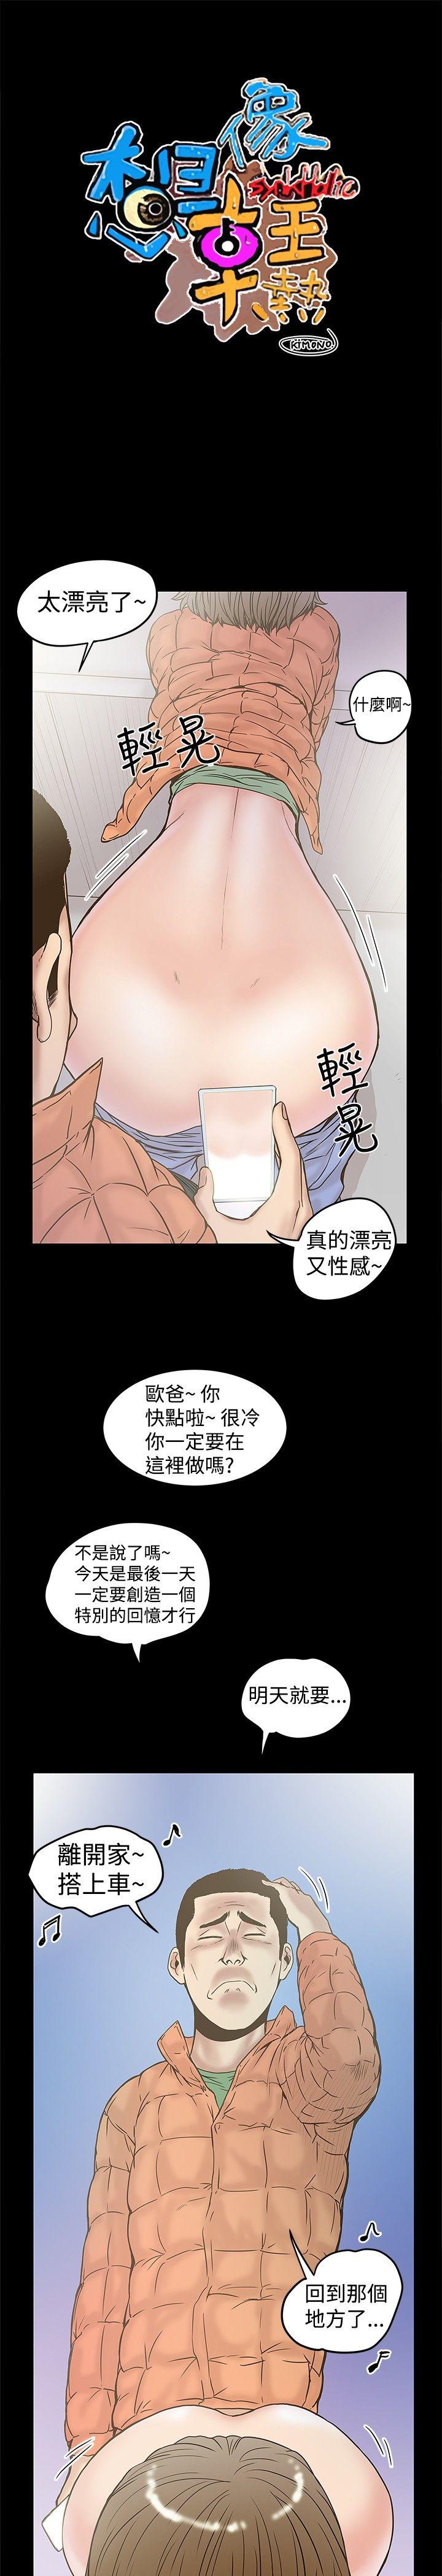 想像
SYNKHOLIC
卓王
熱
KIMONO
太漂亮了~
什麼啊~
輕晃
輕晃
真的漂亮
又性感~
歐爸~ 你
快點啦~ 很冷
你一定要在
這裡做嗎?
不是說了嗎~
今天是最後一天
一定要創造一個
特別的回憶才行
明天就要...
離開家~
搭上車~
回到那個
地方了...